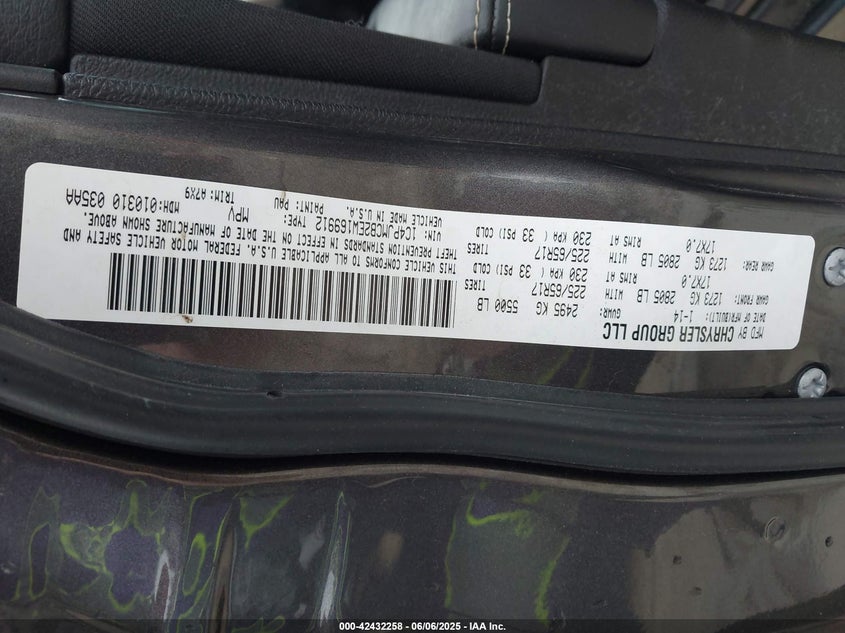 MFD BY CHRYSLER GROUP LLC
DATE OF MFR(BUILT): 1-14 GVWR: 2495 KG 5500 LB
GAWR FRONT: 1273 KG 2805 LB WITH TIRES 225/65R17
17X7.0 RIMS AT 230 KPA ( 33 PSI) COLD
GAWR REAR: 1273 KG 2805 LB WITH TIRES 225/65R17
17X7.0 RIMS AT 230 KPA ( 33 PSI) COLD
THIS VEHICLE CONFORMS TO ALL APPLICABLE U.S.A. FEDERAL MOTOR VEHICLE SAFETY AND
THEFT PREVENTION STANDARDS IN EFFECT ON THE DATE OF MANUFACTURE SHOWN ABOVE.
VIN: 1C4PJMCB2EW169912 TYPE: MPV MDH:010310 035AA
VEHICLE MADE IN U.S.A. PAINT: PAU TRIM: A7X9
000-42432258 - 06/06/2025 - IAA Inc.